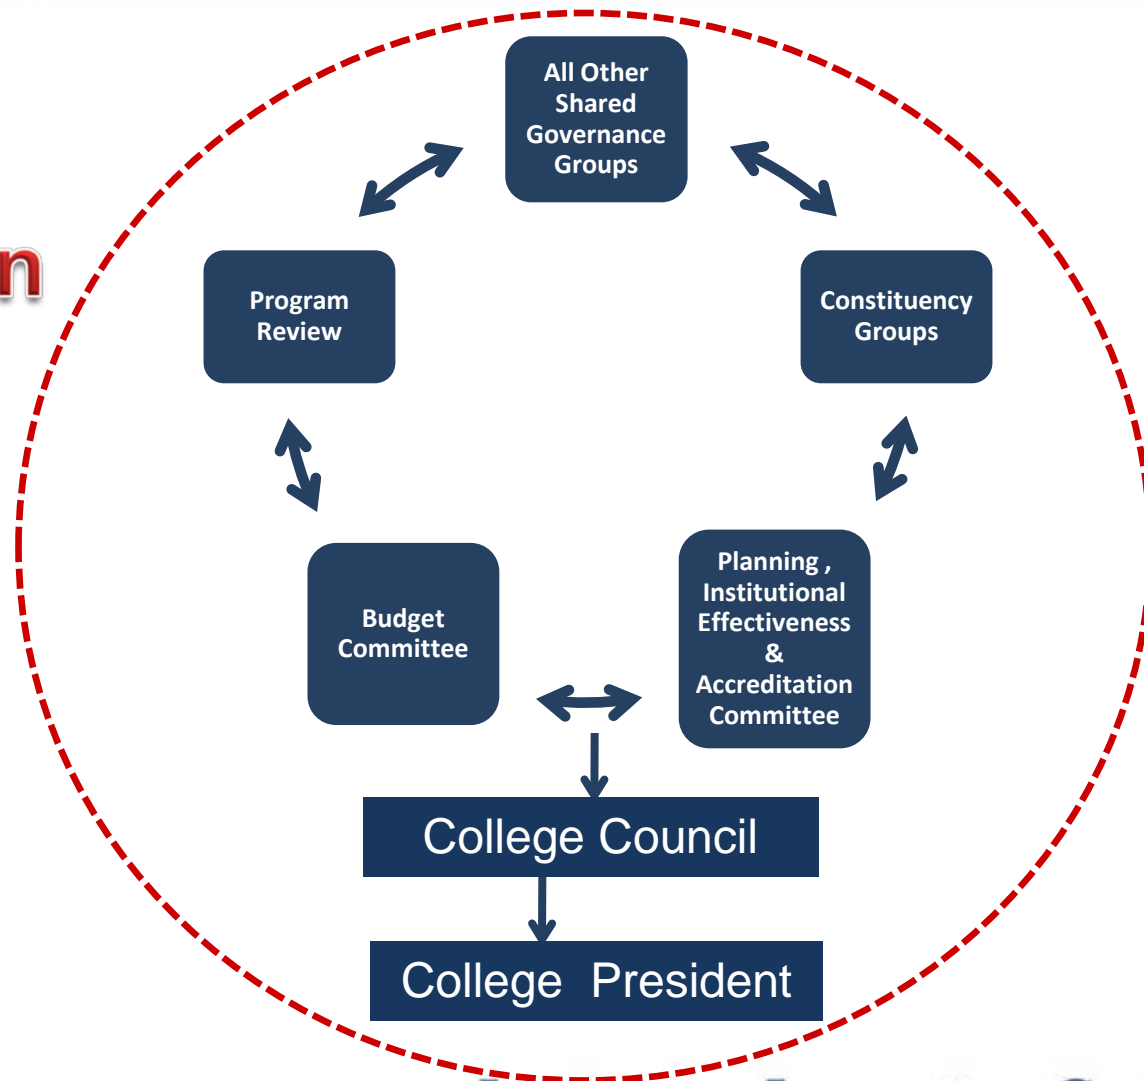 All Other
Shared
Governance
Groups
n
Program
Review
Constituency
Groups
Budget
Committee
Planning ,
Institutional
Effectiveness
&
Accreditation
Committee
College Council
College  President